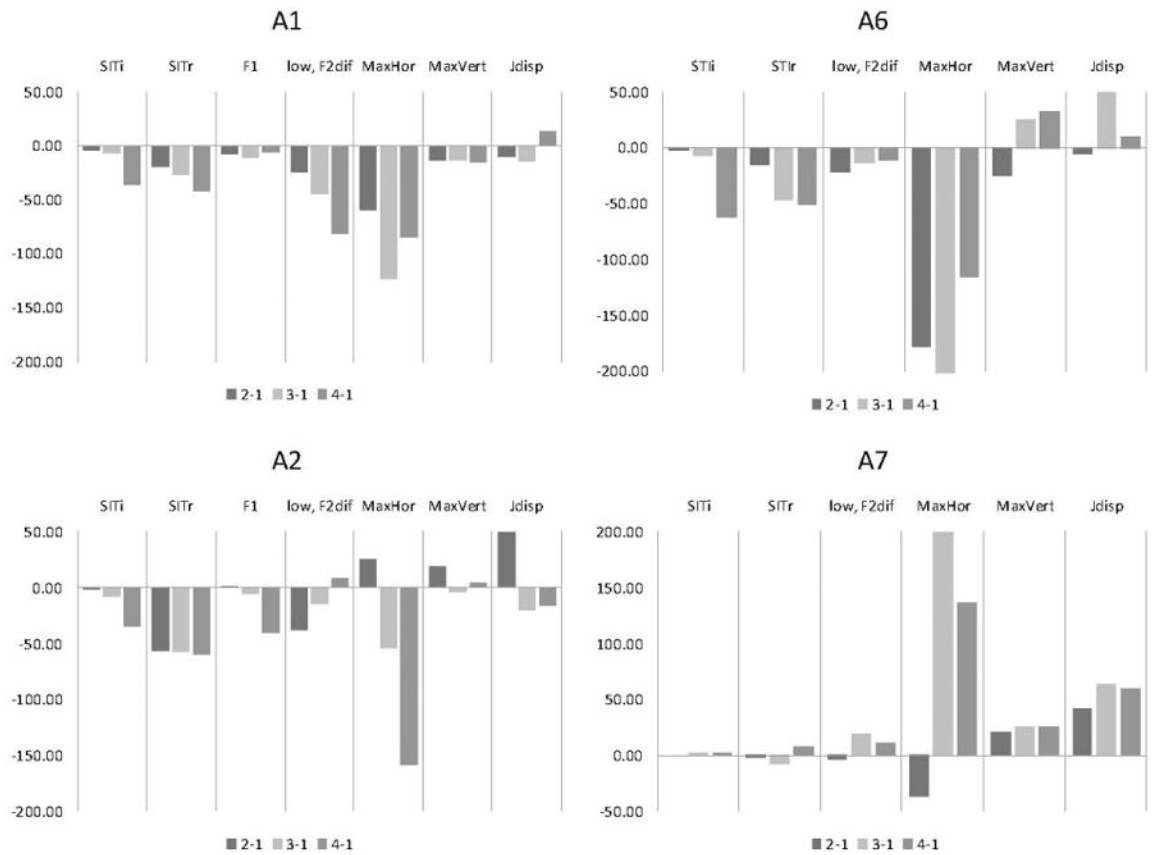 A1
SITi SITr F1 low, F2dif MaxHor MaxVert Jdisp
50.00
0.00
-50.00
-100.00
-150.00
-200.00
2-1 3-1 4-1
A6
STIi STIr low, F2dif MaxHor MaxVert Jdisp
50.00
0.00
-50.00
-100.00
-150.00
-200.00
2-1 3-1 4-1
A2
SITi SITr F1 low, F2dif MaxHor MaxVert Jdisp
50.00
0.00
-50.00
-100.00
-150.00
-200.00
2-1 3-1 4-1
A7
SITi SITr low, F2dif MaxHor MaxVert Jdisp
200.00
150.00
100.00
50.00
0.00
-50.00
2-1 3-1 4-1